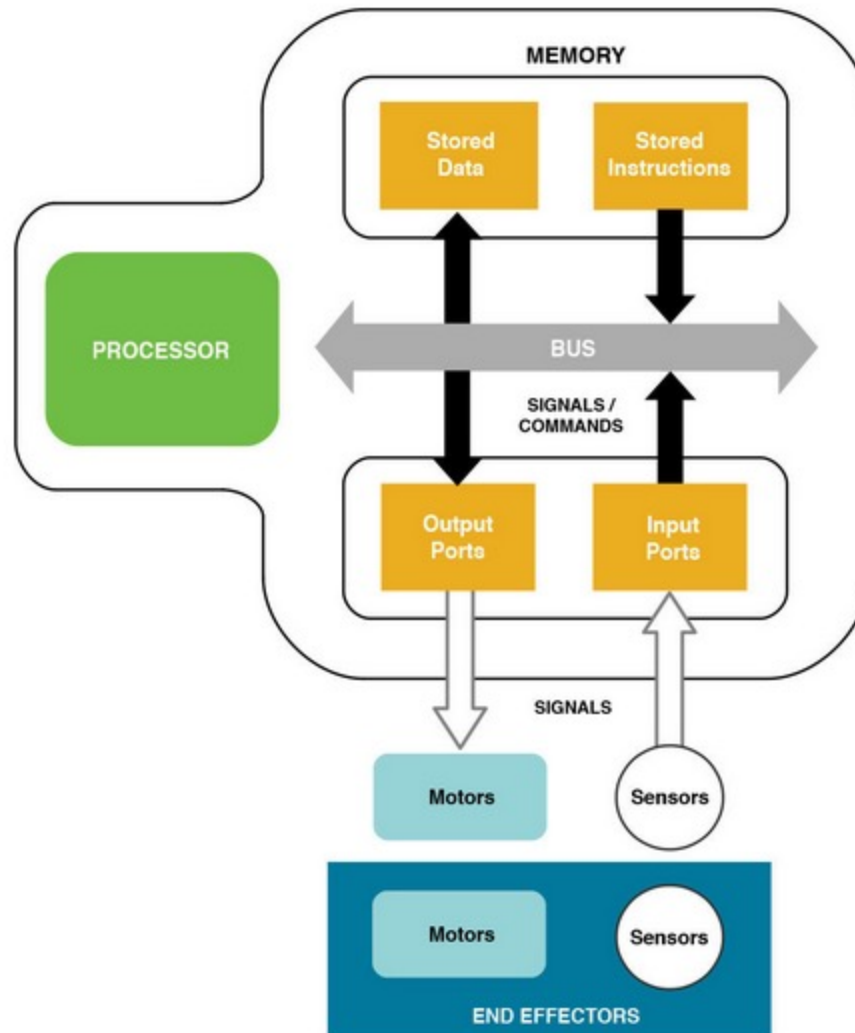 MEMORY
Stored
Data
Stored
Instructions
PROCESSOR
BUS
SIGNALS /
COMMANDS
Output
Ports
Input
Ports
SIGNALS
Motors
Sensors
Motors
Sensors
END EFFECTORS